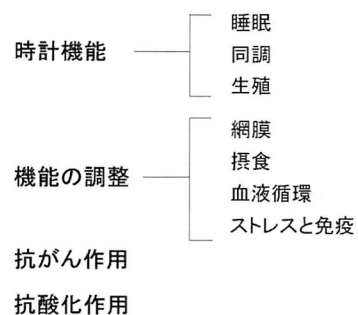 時計機能
睡眠
同調
生殖
機能の調整
網膜
摂食
血液循環
ストレスと免疫
抗がん作用
抗酸化作用